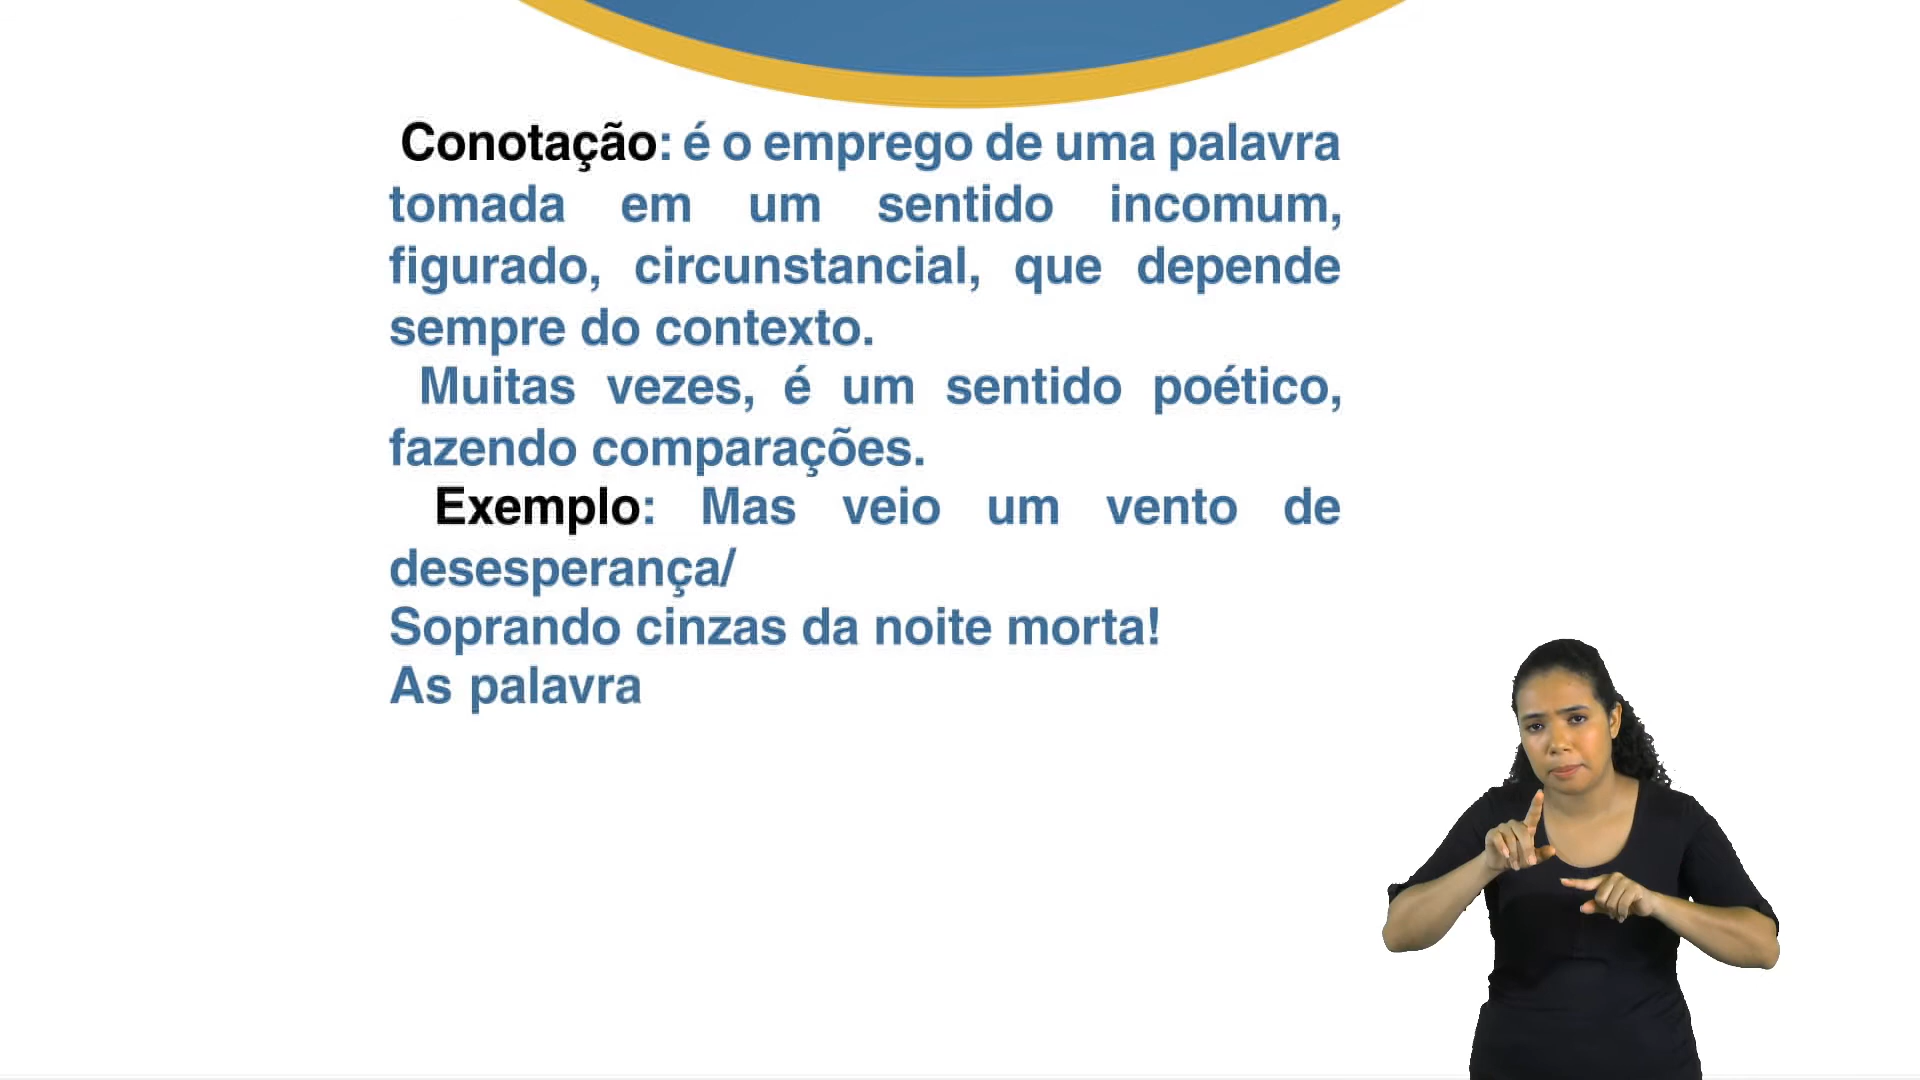 Conotação: é o emprego de uma palavra
tomada em um sentido incomum,
figurado, circunstancial, que depende
sempre do contexto.
Muitas vezes, é um sentido poético,
fazendo comparações.
Exemplo: Mas veio um vento de
desesperança/
Soprando cinzas da noite morta!
As palavra